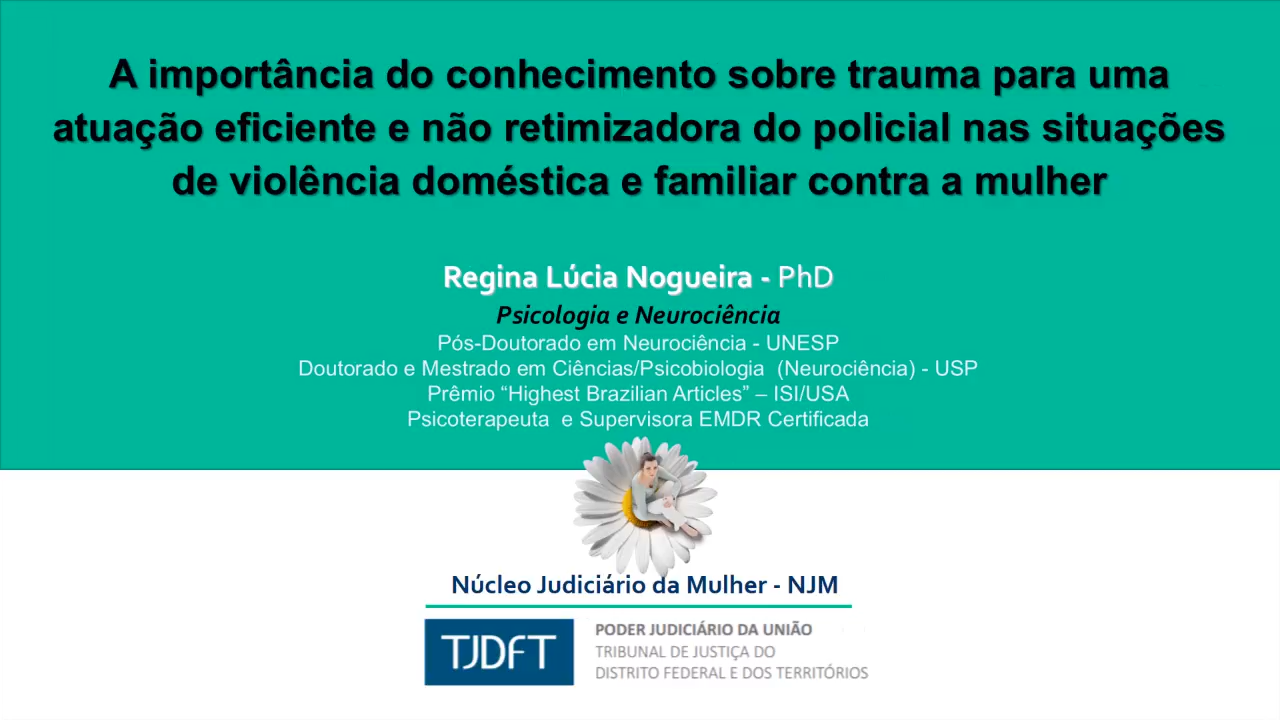 A importância do conhecimento sobre trauma para uma
atuação eficiente e não retimizadora do policial nas situações
de violência doméstica e familiar contra a mulher
Regina Lúcia Nogueira - PhD
Psicologia e Neurociência
Pós-Doutorado em Neurociência - UNESP
Doutorado e Mestrado em Ciências/Psicobiologia (Neurociência) - USP
Prêmio “Highest Brazilian Articles” – ISI/USA
Psicoterapeuta e Supervisora EMDR Certificada
Núcleo Judiciário da Mulher - NJM
TJDFT
PODER JUDICIÁRIO DA UNIÃO
TRIBUNAL DE JUSTIÇA DO
DISTRITO FEDERAL E DOS TERRITÓRIOS